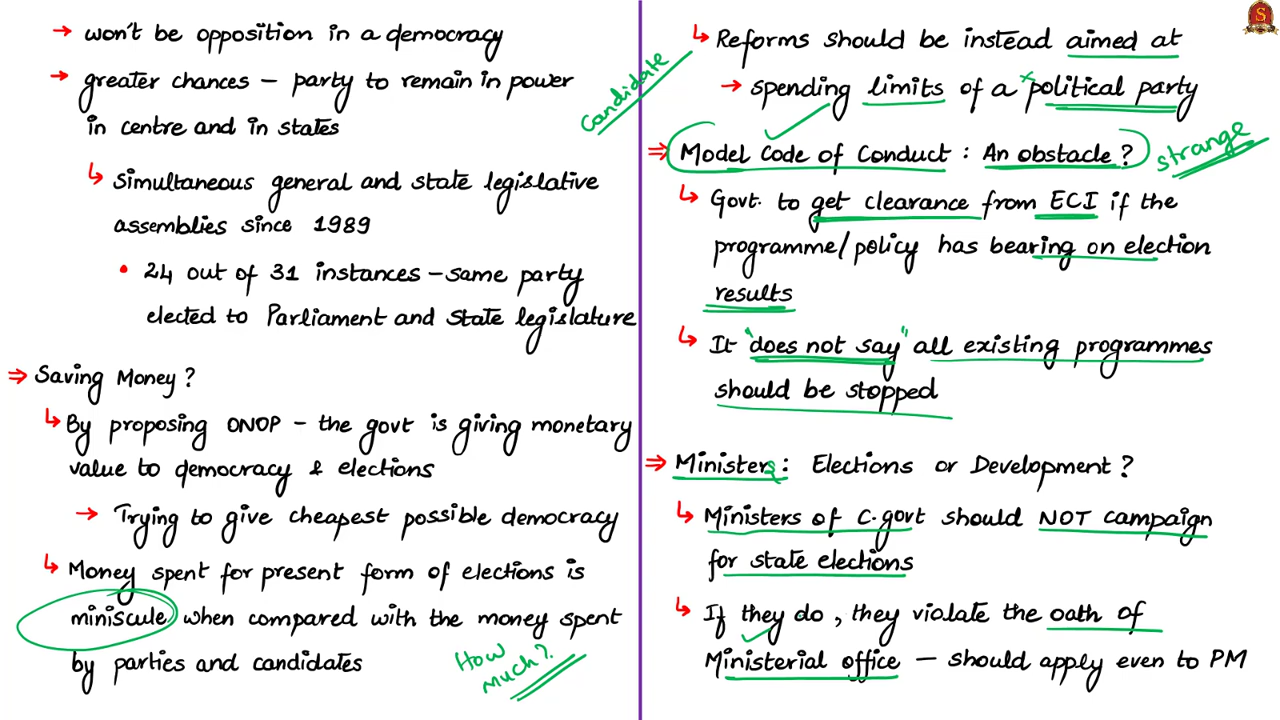 → won't be opposition in a democracy
→ greater chances – party to remain in power
in centre and in states
↳ Simultaneous general and state legislative
assemblies since 1989
• 24 out of 31 instances – same party
elected to Parliament and state legislature
⇒ Saving Money?
↳ By proposing ONOP – the govt is giving monetary
value to democracy & elections
→ Trying to give cheapest possible democracy
↳ Money spent for present form of elections is
miniscule when compared with the money spent
by parties and candidates
How
much?
candidate
↳ Reforms should be instead aimed at
→ spending limits of a political party
⇒ Model Code of Conduct : An obstacle?
strange
↳ Govt. to get clearance from ECI if the
programme/policy has bearing on election
results
↳ It "does not say" all existing programmes
should be stopped
⇒ Ministers: Elections or Development?
↳ Ministers of C.govt should NOT campaign
for state elections
↳ If they do, they violate the oath of
Ministerial office – should apply even to PM
S